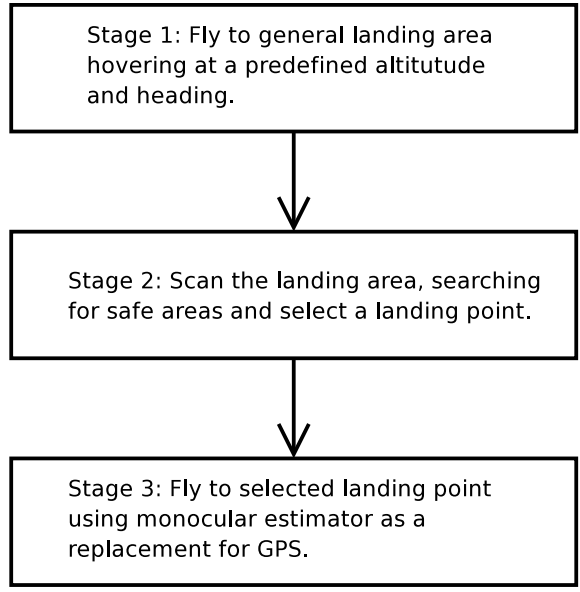 Stage 1: Fly to general landing area
hovering at a predefined altitutude
and heading.
Stage 2: Scan the landing area, searching
for safe areas and select a landing point.
Stage 3: Fly to selected landing point
using monocular estimator as a
replacement for GPS.